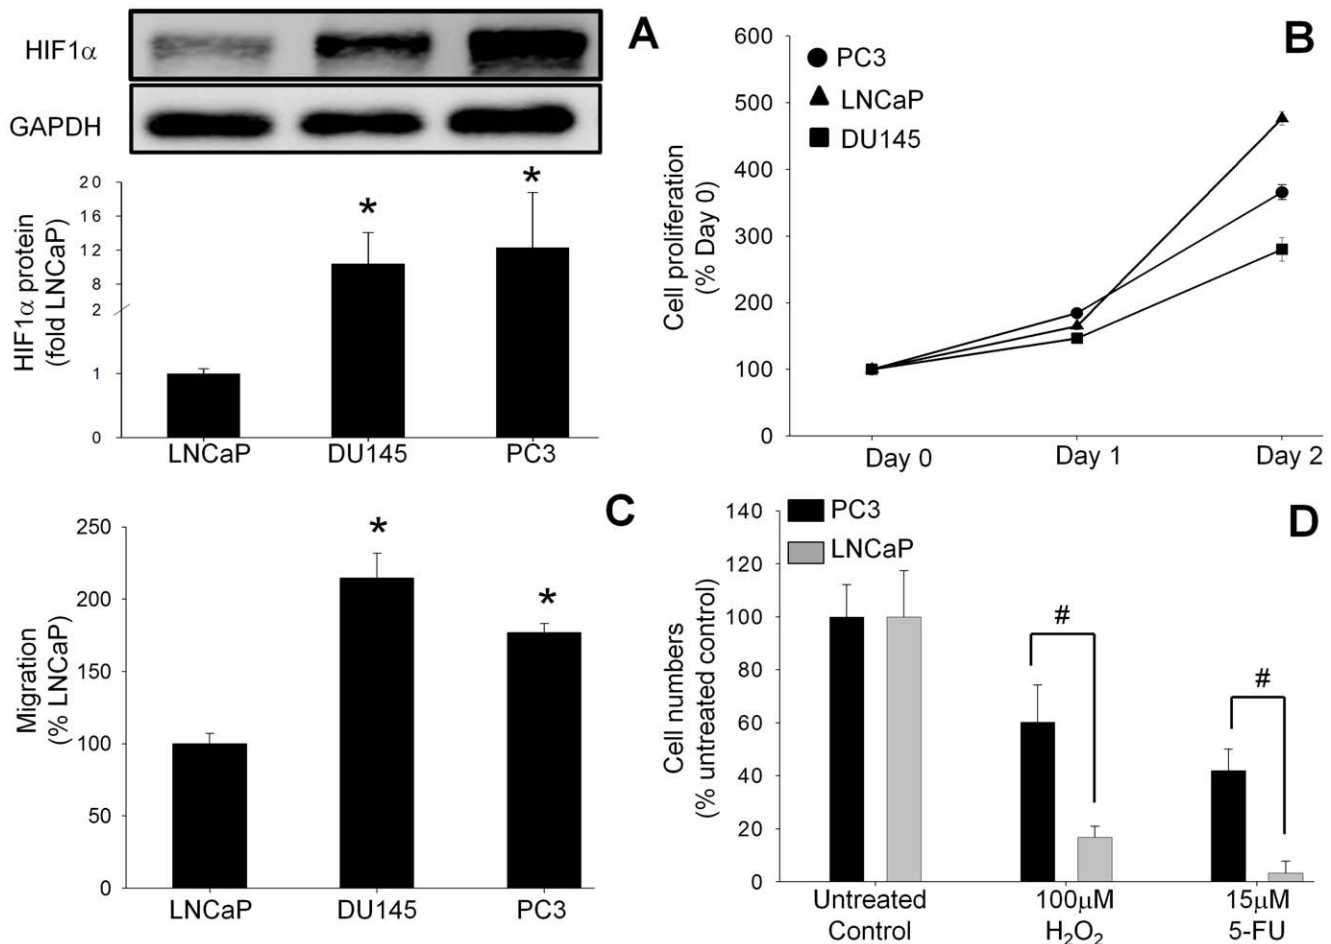 HIF1α
A
GAPDH
20
16
12
8
2
1
0
HIF1α protein
(fold LNCaP)
*
*
LNCaP
DU145
PC3
B
600
500
400
300
200
100
0
Cell proliferation
(% Day 0)
PC3
LNCaP
DU145
Day 0
Day 1
Day 2
C
250
200
150
100
50
0
Migration
(% LNCaP)
*
*
LNCaP
DU145
PC3
D
140
120
100
80
60
40
20
0
Cell numbers
(% untreated control)
PC3
LNCaP
#
#
Untreated
Control
100µM
H₂O₂
15µM
5-FU